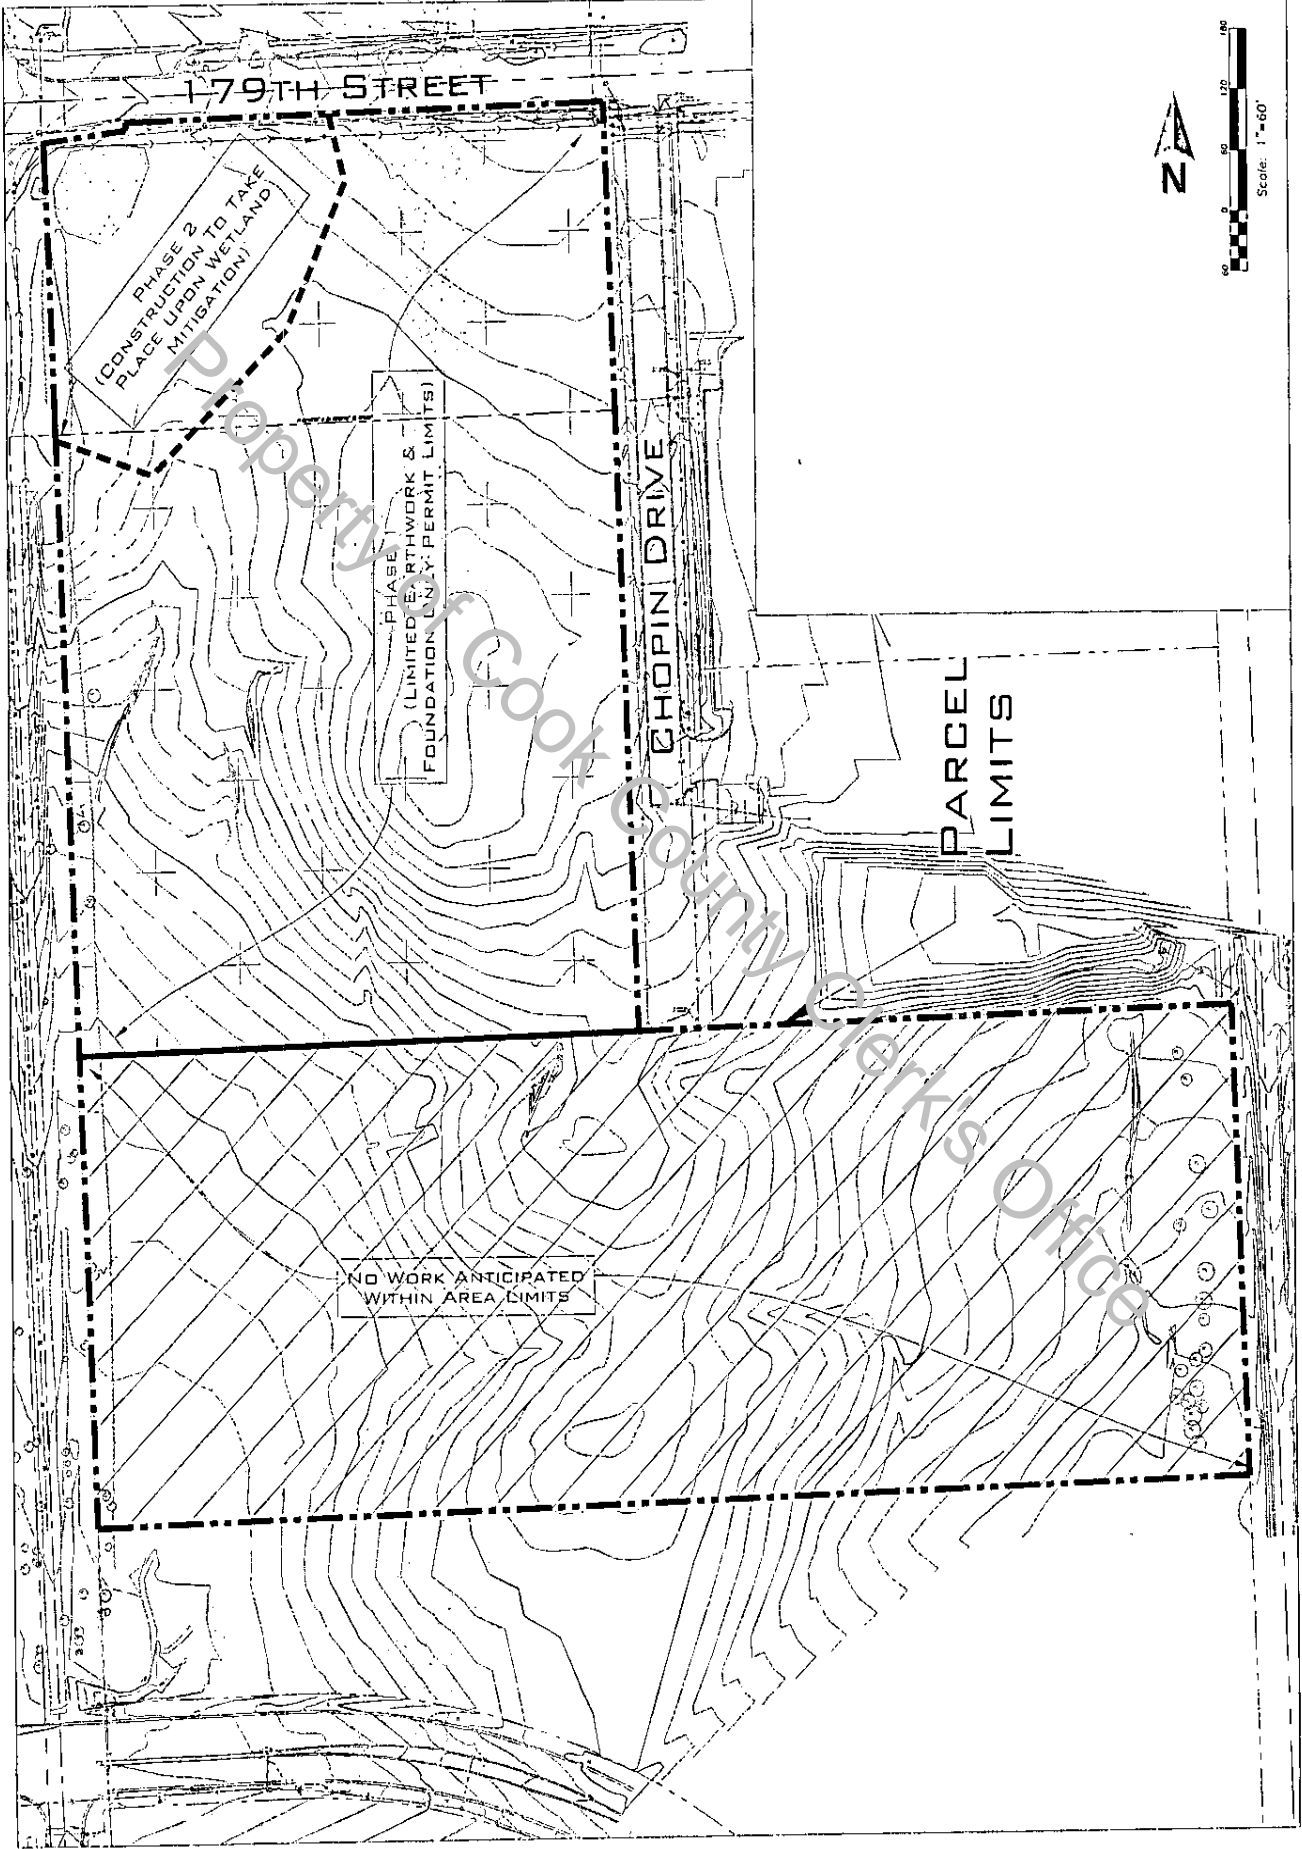 179TH STREET
PHASE 2
(CONSTRUCTION TO TAKE
PLACE UPON WETLAND
MITIGATION)
PHASE 1
(LIMITED EARTHWORK &
FOUNDATION ONLY: PERMIT LIMITS)
CHOPIN DRIVE
PARCEL
LIMITS
NO WORK ANTICIPATED
WITHIN AREA LIMITS
N
60 0 60 120 180
Scale: 1"=60'
Property of Cook County Clerk's Office